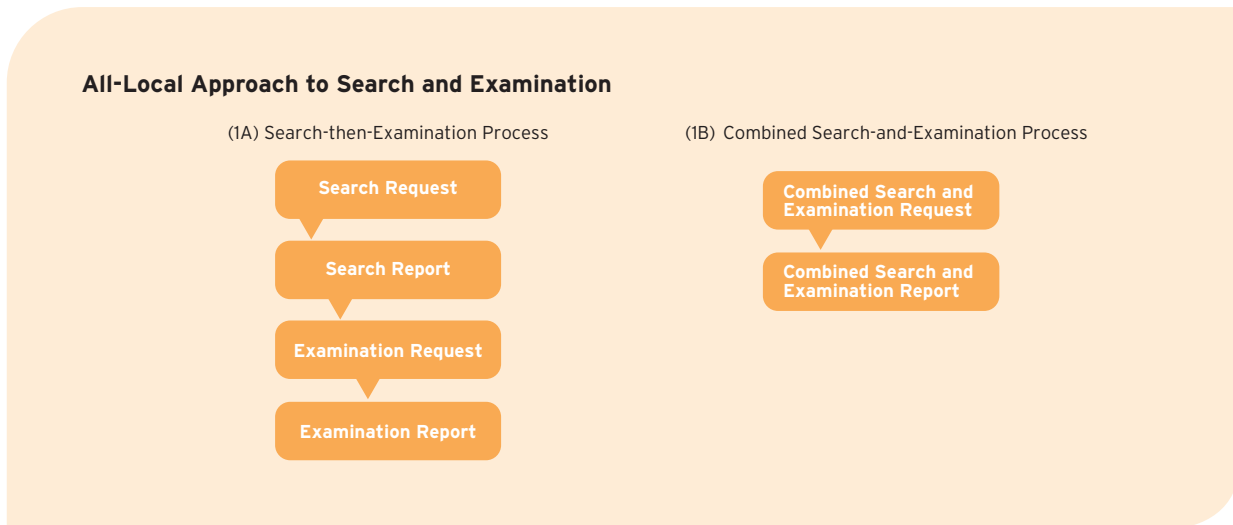 All-Local Approach to Search and Examination
(1A) Search-then-Examination Process
Search Request
Search Report
Examination Request
Examination Report
(1B) Combined Search-and-Examination Process
Combined Search and
Examination Request
Combined Search and
Examination Report